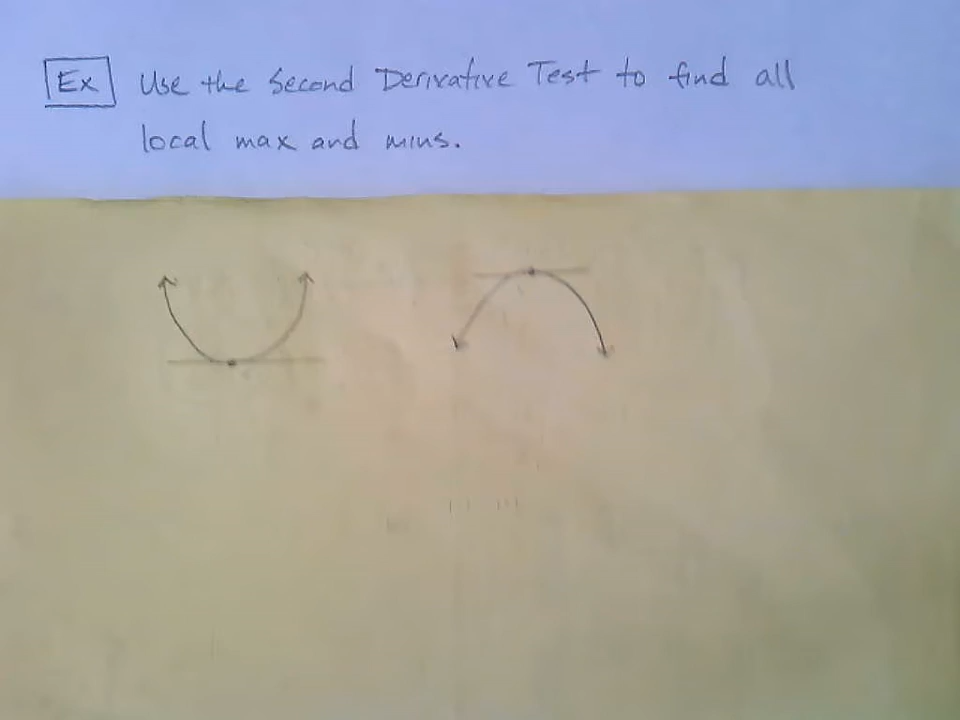 Ex Use the Second Derivative Test to find all
local max and mins.